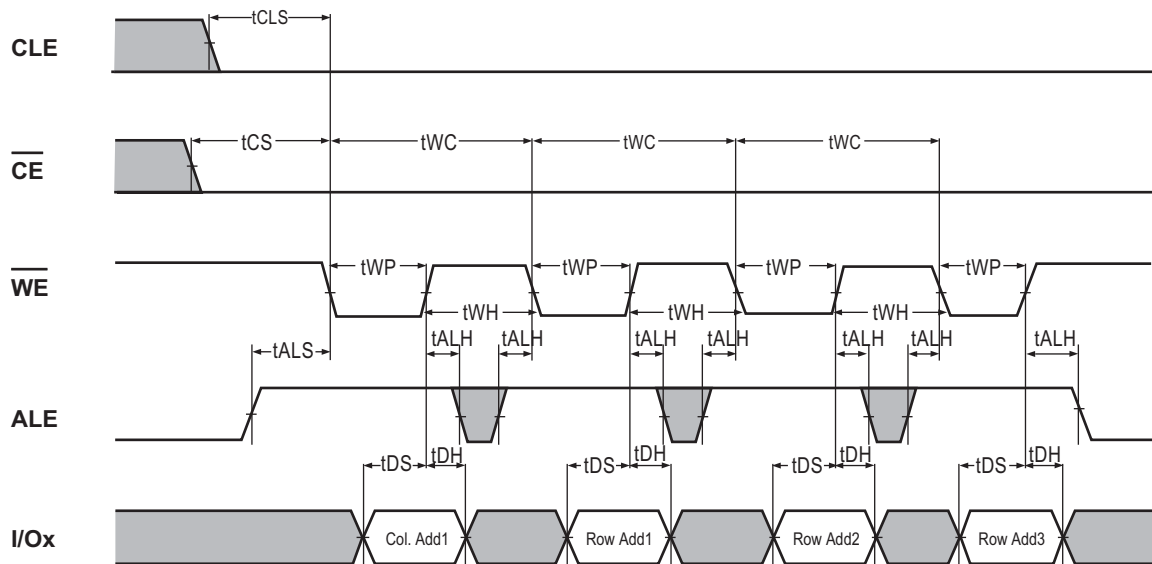 tCLS
CLE
tCS tWC tWC tWC
CE
WE
tWP tWP tWP tWP
tWH tWH tWH
tALH tALH tALH tALH tALH tALH tALH
tALS
ALE
tDS tDH tDS tDH tDS tDH tDS tDH
I/Ox Col. Add1 Row Add1 Row Add2 Row Add3